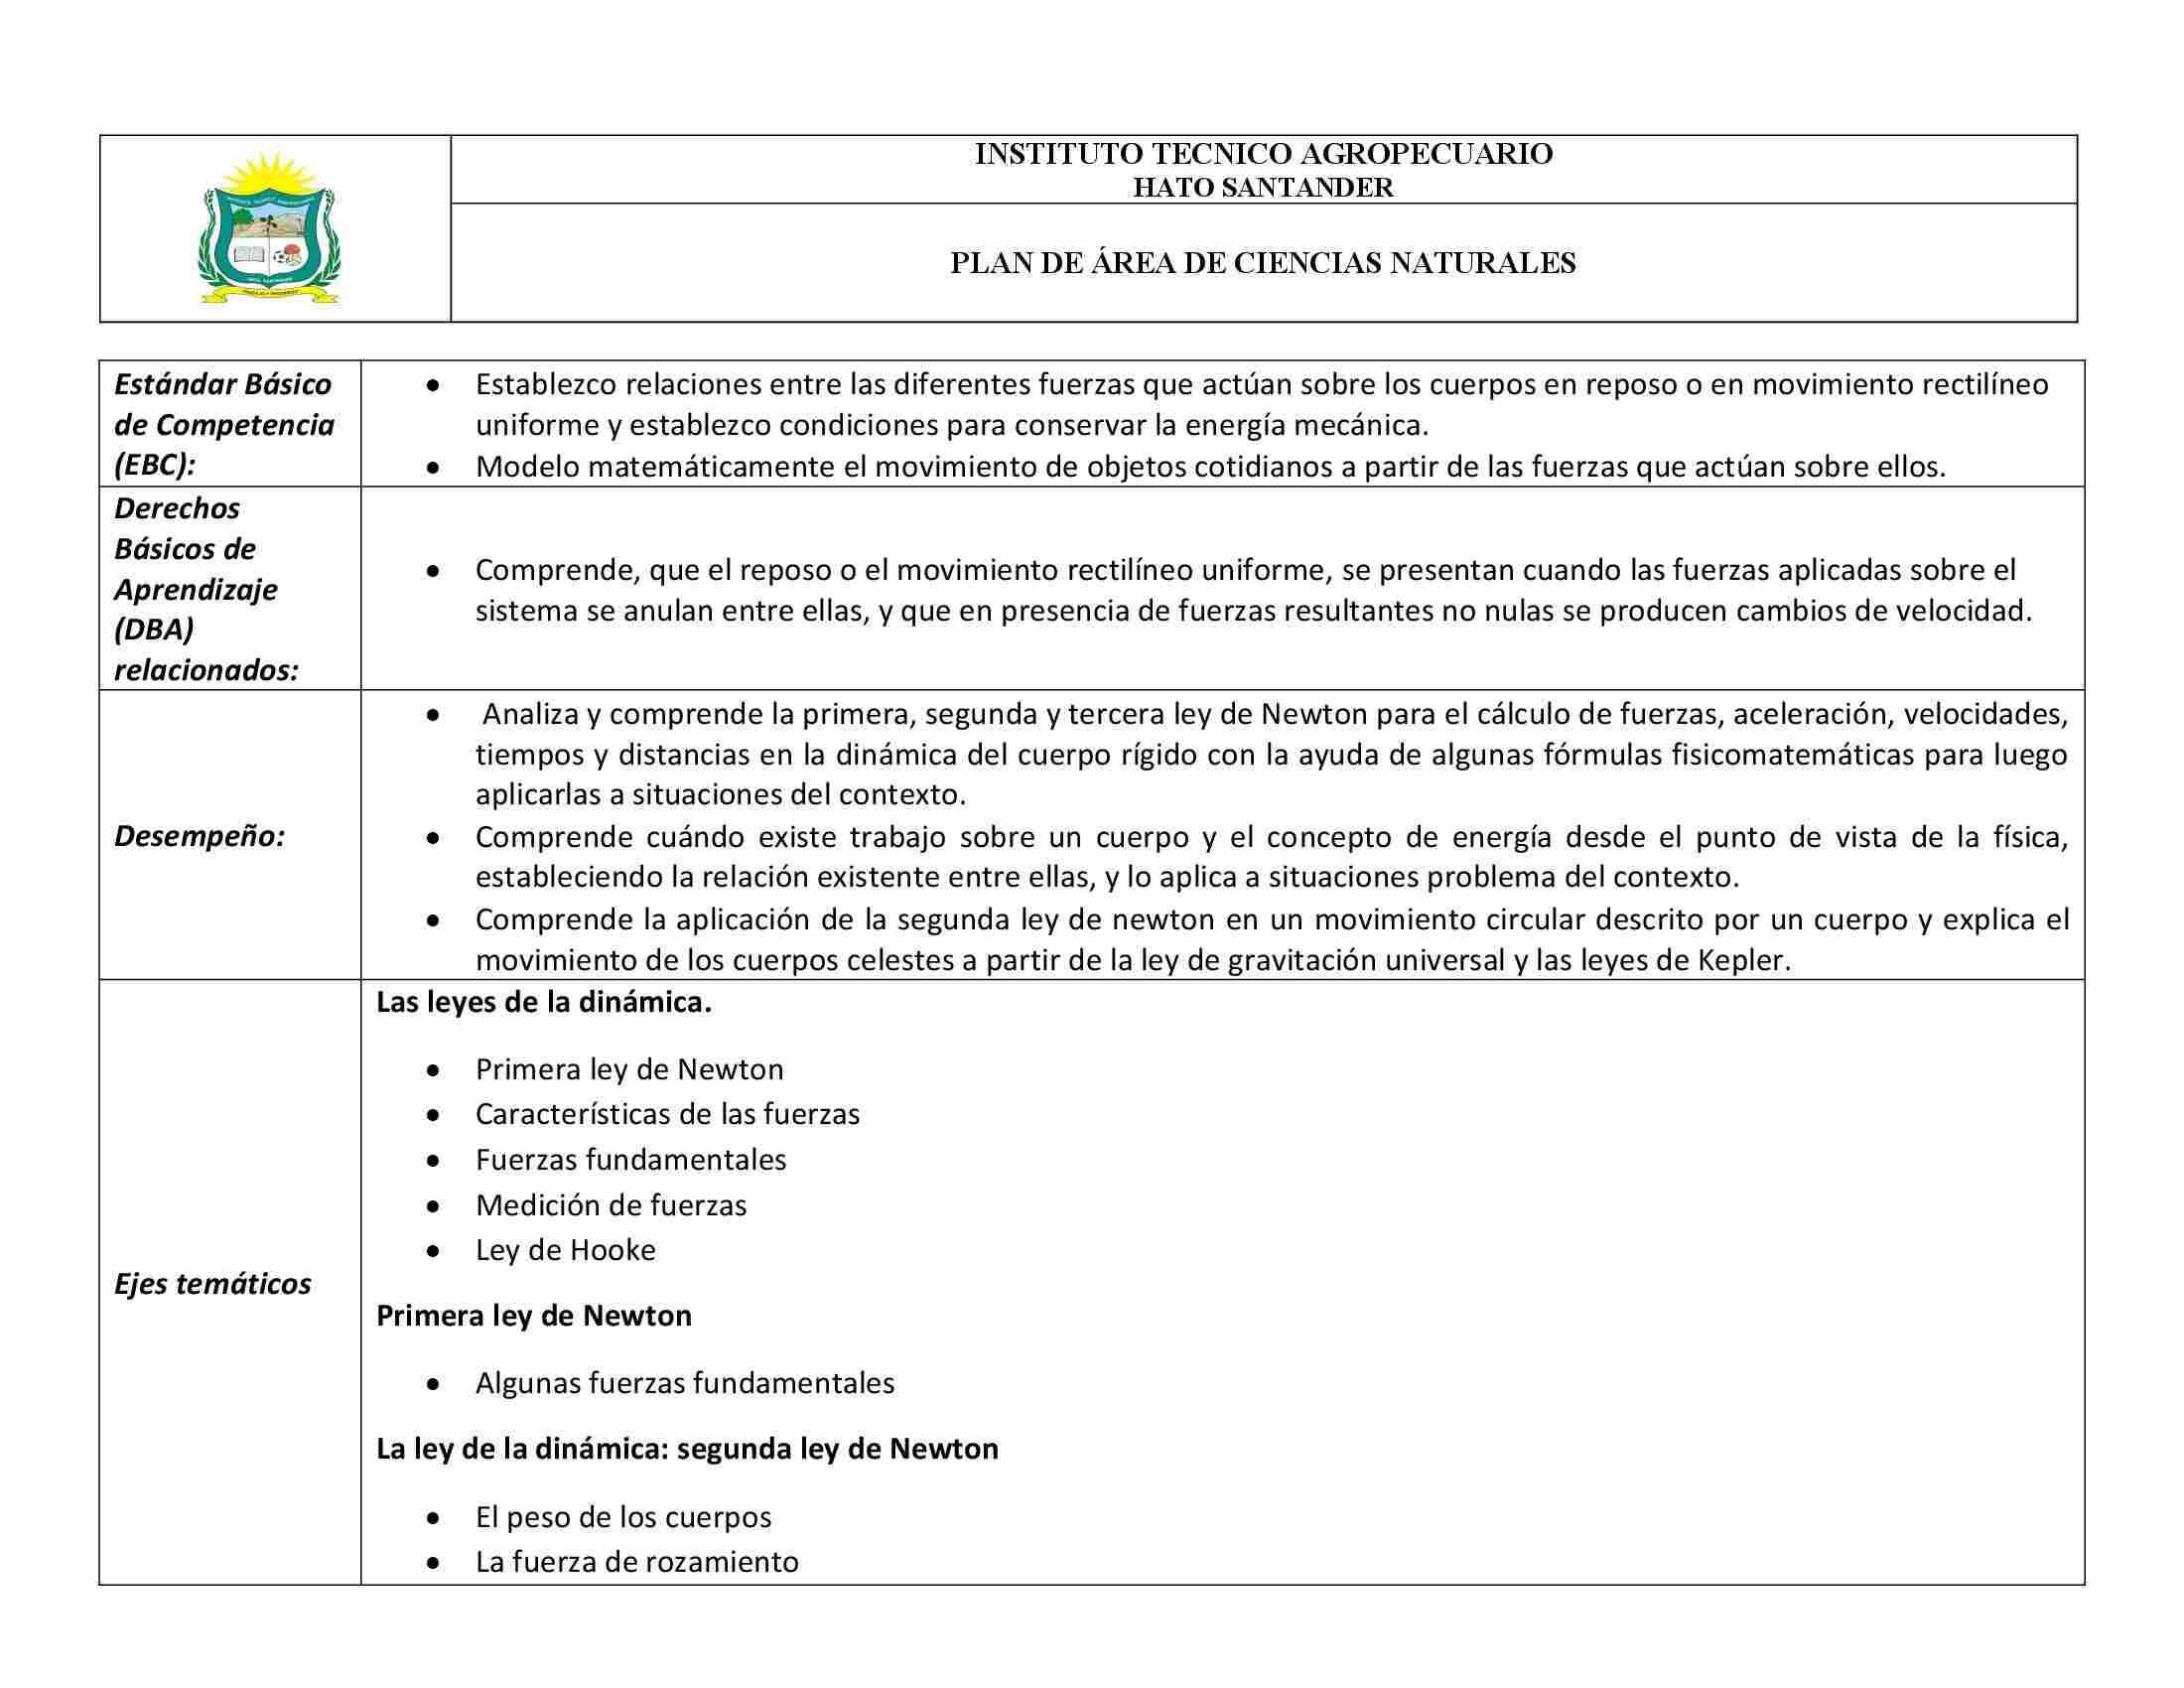 INSTITUTO TECNICO AGROPECUARIO
HATO SANTANDER
PLAN DE ÁREA DE CIENCIAS NATURALES
Estándar Básico
de Competencia
(EBC):
• Establezco relaciones entre las diferentes fuerzas que actúan sobre los cuerpos en reposo o en movimiento rectilíneo
uniforme y establezco condiciones para conservar la energía mecánica.
• Modelo matemáticamente el movimiento de objetos cotidianos a partir de las fuerzas que actúan sobre ellos.
Derechos
Básicos de
Aprendizaje
(DBA)
relacionados:
• Comprende, que el reposo o el movimiento rectilíneo uniforme, se presentan cuando las fuerzas aplicadas sobre el
sistema se anulan entre ellas, y que en presencia de fuerzas resultantes no nulas se producen cambios de velocidad.
Desempeño:
• Analiza y comprende la primera, segunda y tercera ley de Newton para el cálculo de fuerzas, aceleración, velocidades,
tiempos y distancias en la dinámica del cuerpo rígido con la ayuda de algunas fórmulas fisicomatemáticas para luego
aplicarlas a situaciones del contexto.
• Comprende cuándo existe trabajo sobre un cuerpo y el concepto de energía desde el punto de vista de la física,
estableciendo la relación existente entre ellas, y lo aplica a situaciones problema del contexto.
• Comprende la aplicación de la segunda ley de newton en un movimiento circular descrito por un cuerpo y explica el
movimiento de los cuerpos celestes a partir de la ley de gravitación universal y las leyes de Kepler.
Ejes temáticos
Las leyes de la dinámica.
• Primera ley de Newton
• Características de las fuerzas
• Fuerzas fundamentales
• Medición de fuerzas
• Ley de Hooke
Primera ley de Newton
• Algunas fuerzas fundamentales
La ley de la dinámica: segunda ley de Newton
• El peso de los cuerpos
• La fuerza de rozamiento